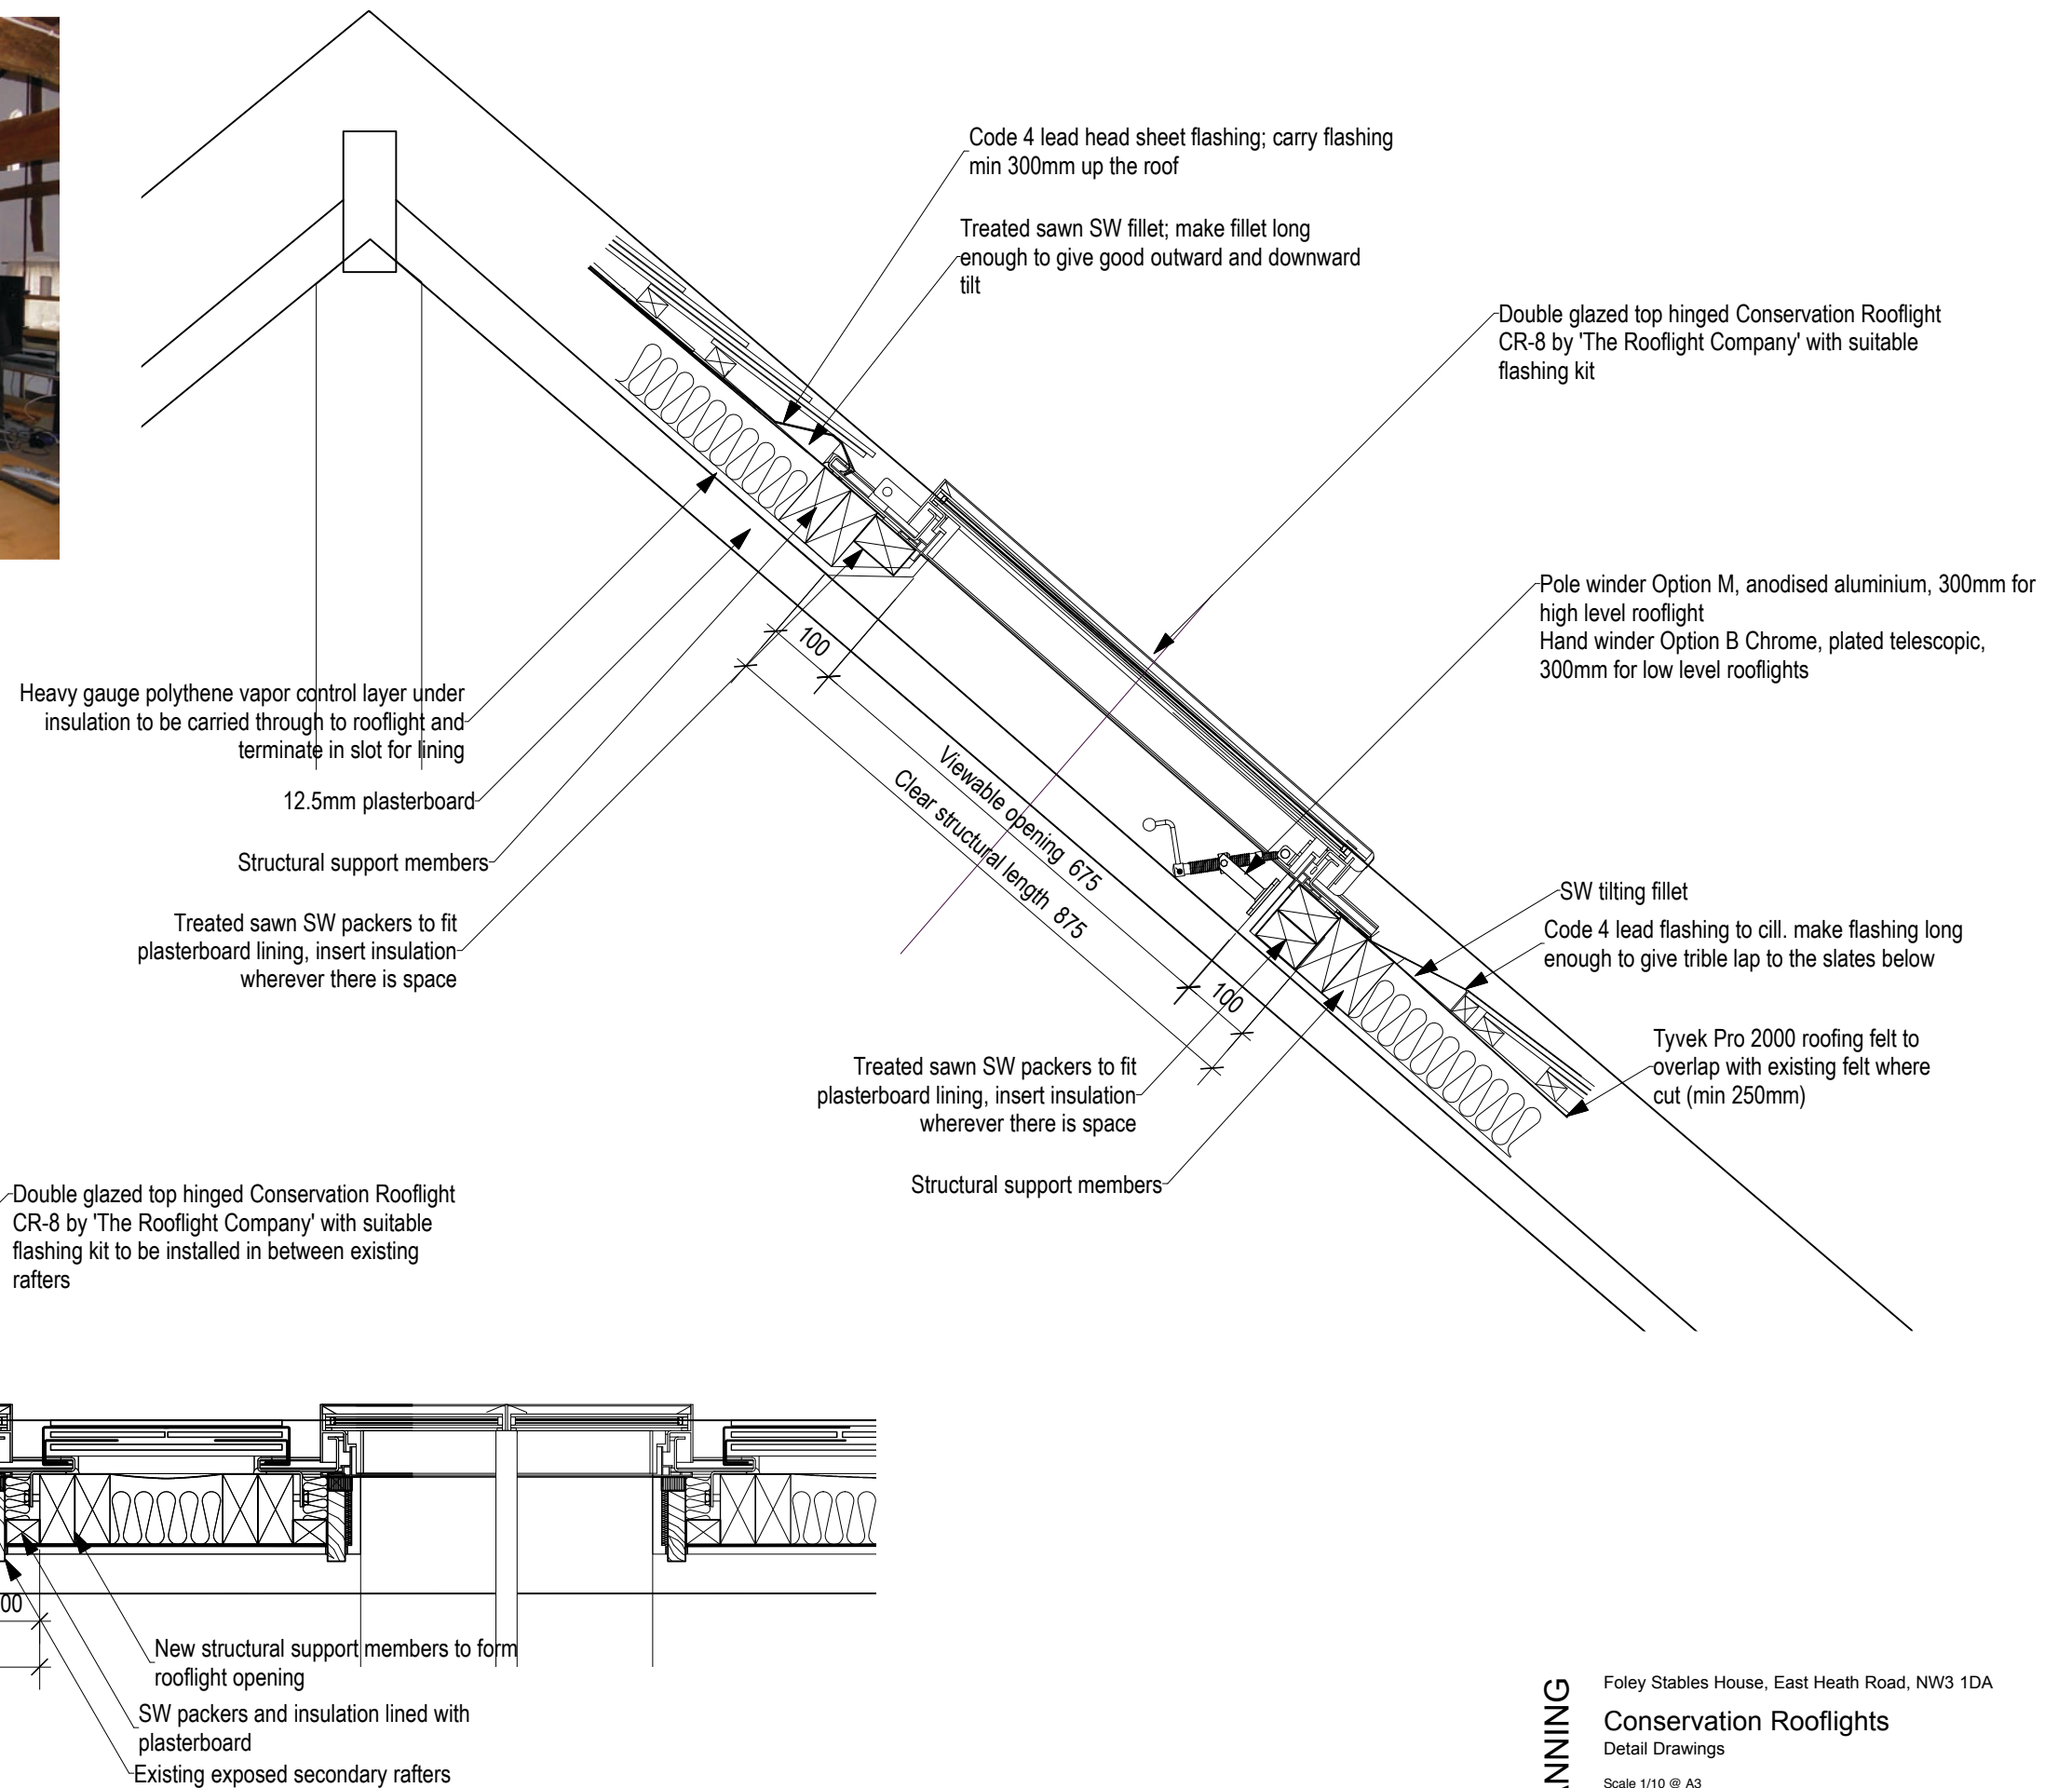 Code 4 lead head sheet flashing; carry flashing
min 300mm up the roof
Treated sawn SW fillet; make fillet long
enough to give good outward and downward
tilt
Double glazed top hinged Conservation Rooflight
CR-8 by 'The Rooflight Company' with suitable
flashing kit
Pole winder Option M, anodised aluminium, 300mm for
high level rooflight
Hand winder Option B Chrome, plated telescopic,
300mm for low level rooflights
Heavy gauge polythene vapor control layer under
insulation to be carried through to rooflight and
terminate in slot for lining
12.5mm plasterboard
Structural support members
Treated sawn SW packers to fit
plasterboard lining, insert insulation
wherever there is space
100
Viewable opening 675
Clear structural length 875
100
SW tilting fillet
Code 4 lead flashing to cill. make flashing long
enough to give trible lap to the slates below
Tyvek Pro 2000 roofing felt to
overlap with existing felt where
cut (min 250mm)
Treated sawn SW packers to fit
plasterboard lining, insert insulation
wherever there is space
Structural support members
Double glazed top hinged Conservation Rooflight
CR-8 by 'The Rooflight Company' with suitable
flashing kit to be installed in between existing
rafters
00
New structural support members to form
rooflight opening
SW packers and insulation lined with
plasterboard
Existing exposed secondary rafters
ANNING
Foley Stables House, East Heath Road, NW3 1DA
Conservation Rooflights
Detail Drawings
Scale 1/10 @ A3